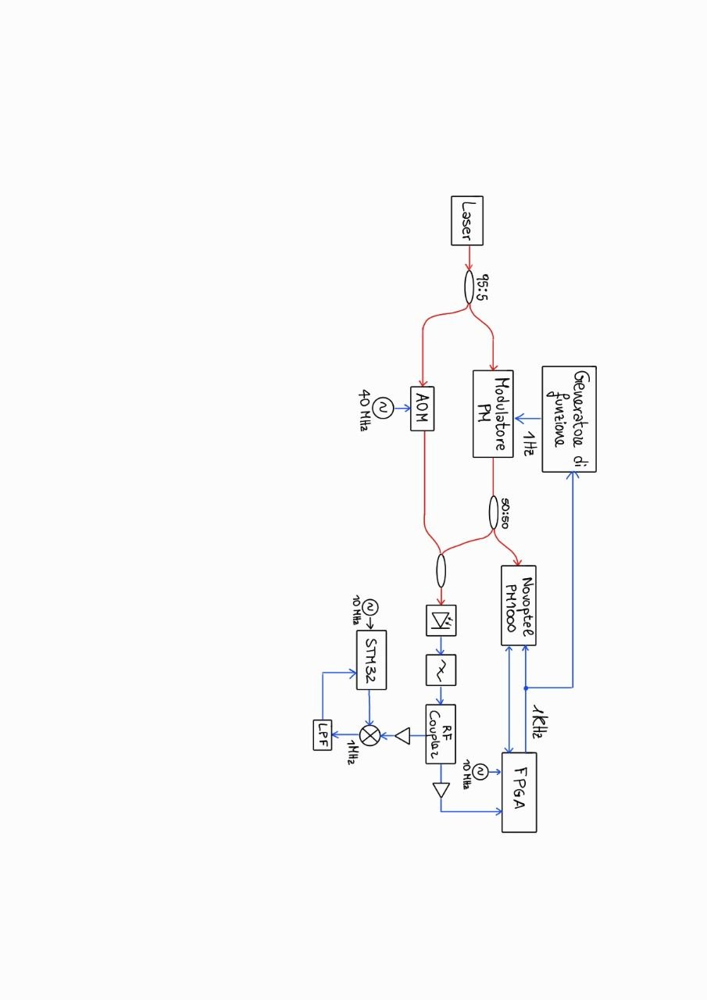 Generatore di
funzione
1Hz
Laser
95:5
Modulatore
PM
50:50
Novoptel
PM1000
1kHz
FPGA
10 MHz
AOM
40 MHz
RF
Coupler
10 MHz
STM32
1MHz
LPF